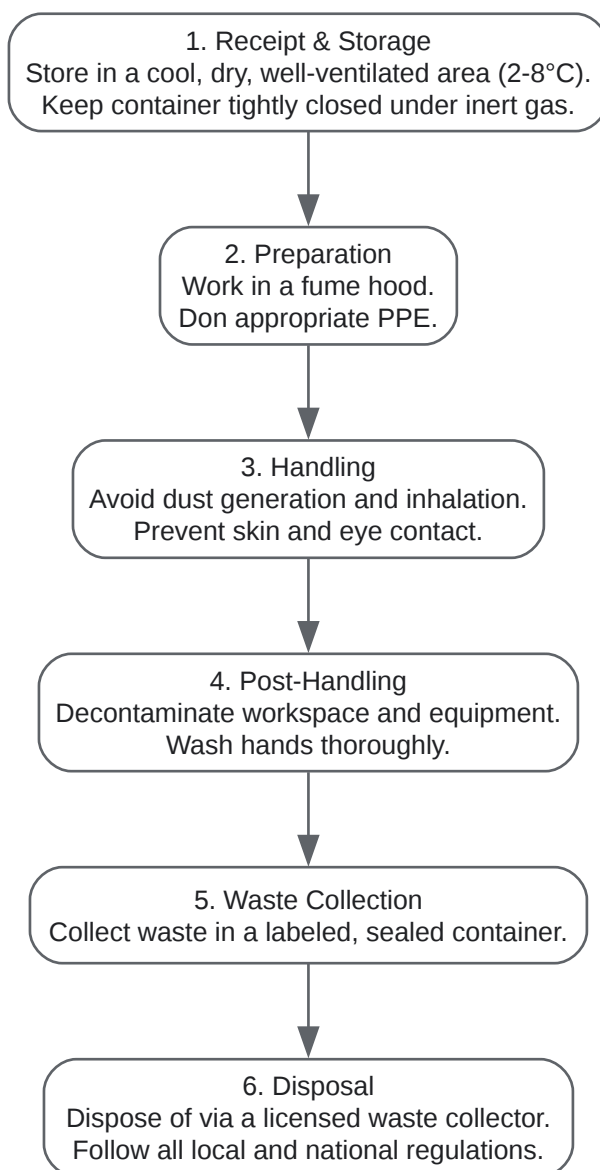 1. Receipt & Storage
Store in a cool, dry, well-ventilated area (2-8°C).
Keep container tightly closed under inert gas.
2. Preparation
Work in a fume hood.
Don appropriate PPE.
3. Handling
Avoid dust generation and inhalation.
Prevent skin and eye contact.
4. Post-Handling
Decontaminate workspace and equipment.
Wash hands thoroughly.
5. Waste Collection
Collect waste in a labeled, sealed container.
6. Disposal
Dispose of via a licensed waste collector.
Follow all local and national regulations.